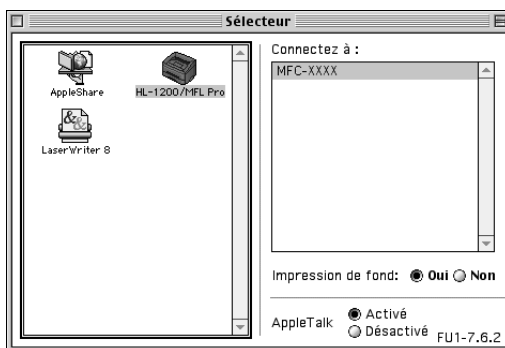 Sélecteur
AppleShare
HL-1200/MFL Pro
LaserWriter 8
Connectez à :
MFC-XXXX
Impression de fond: Oui Non
AppleTalk
Activé
Désactivé
FU1-7.6.2